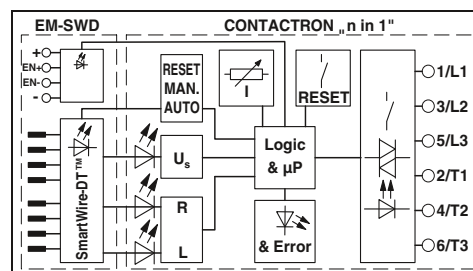 EM-SWD
CONTACTRON „n in 1"
+
EN+
EN-
-
RESET
MAN.
AUTO
I
RESET
1/L1
3/L2
5/L3
2/T1
4/T2
6/T3
SmartWire-DT™
Us
Logic
& µP
R
L
& Error